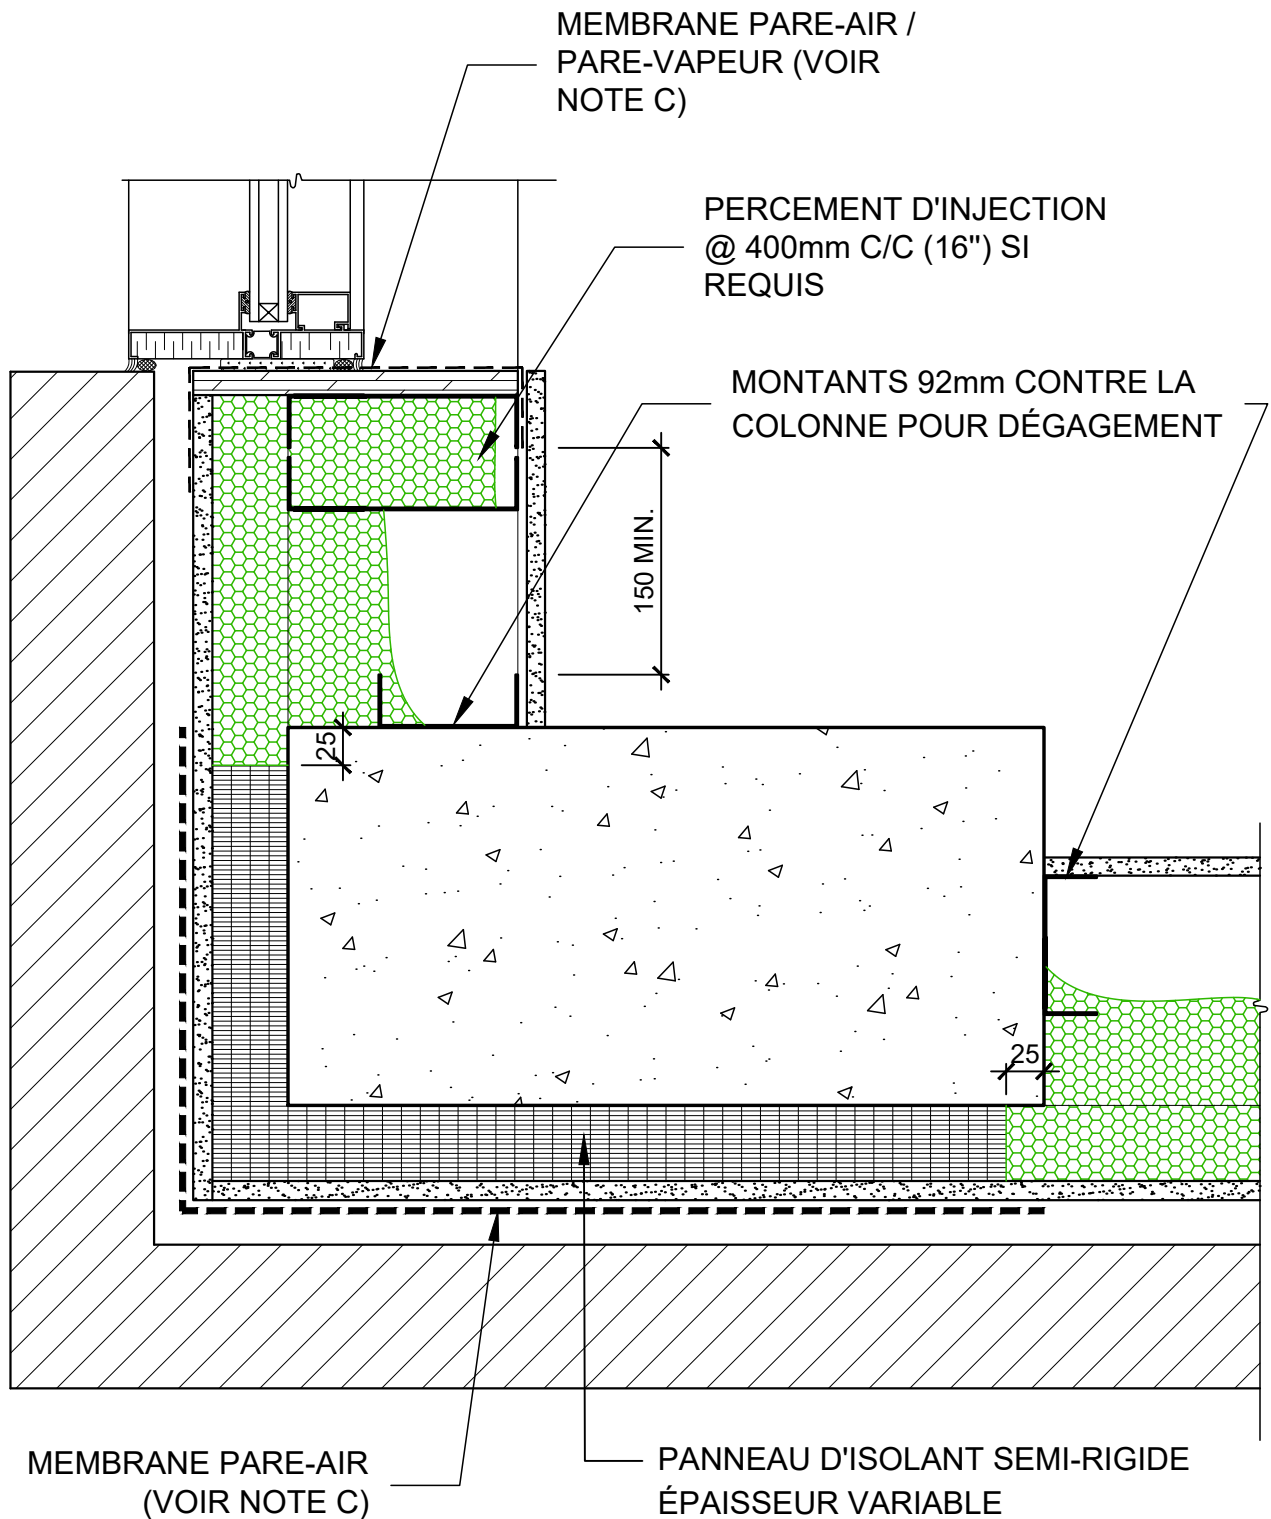 MEMBRANE PARE-AIR /
PARE-VAPEUR (VOIR
NOTE C)
PERCEMENT D'INJECTION
@ 400mm C/C (16") SI
REQUIS
MONTANTS 92mm CONTRE LA
COLONNE POUR DÉGAGEMENT
150 MIN.
25
25
MEMBRANE PARE-AIR
(VOIR NOTE C)
PANNEAU D'ISOLANT SEMI-RIGIDE
ÉPAISSEUR VARIABLE